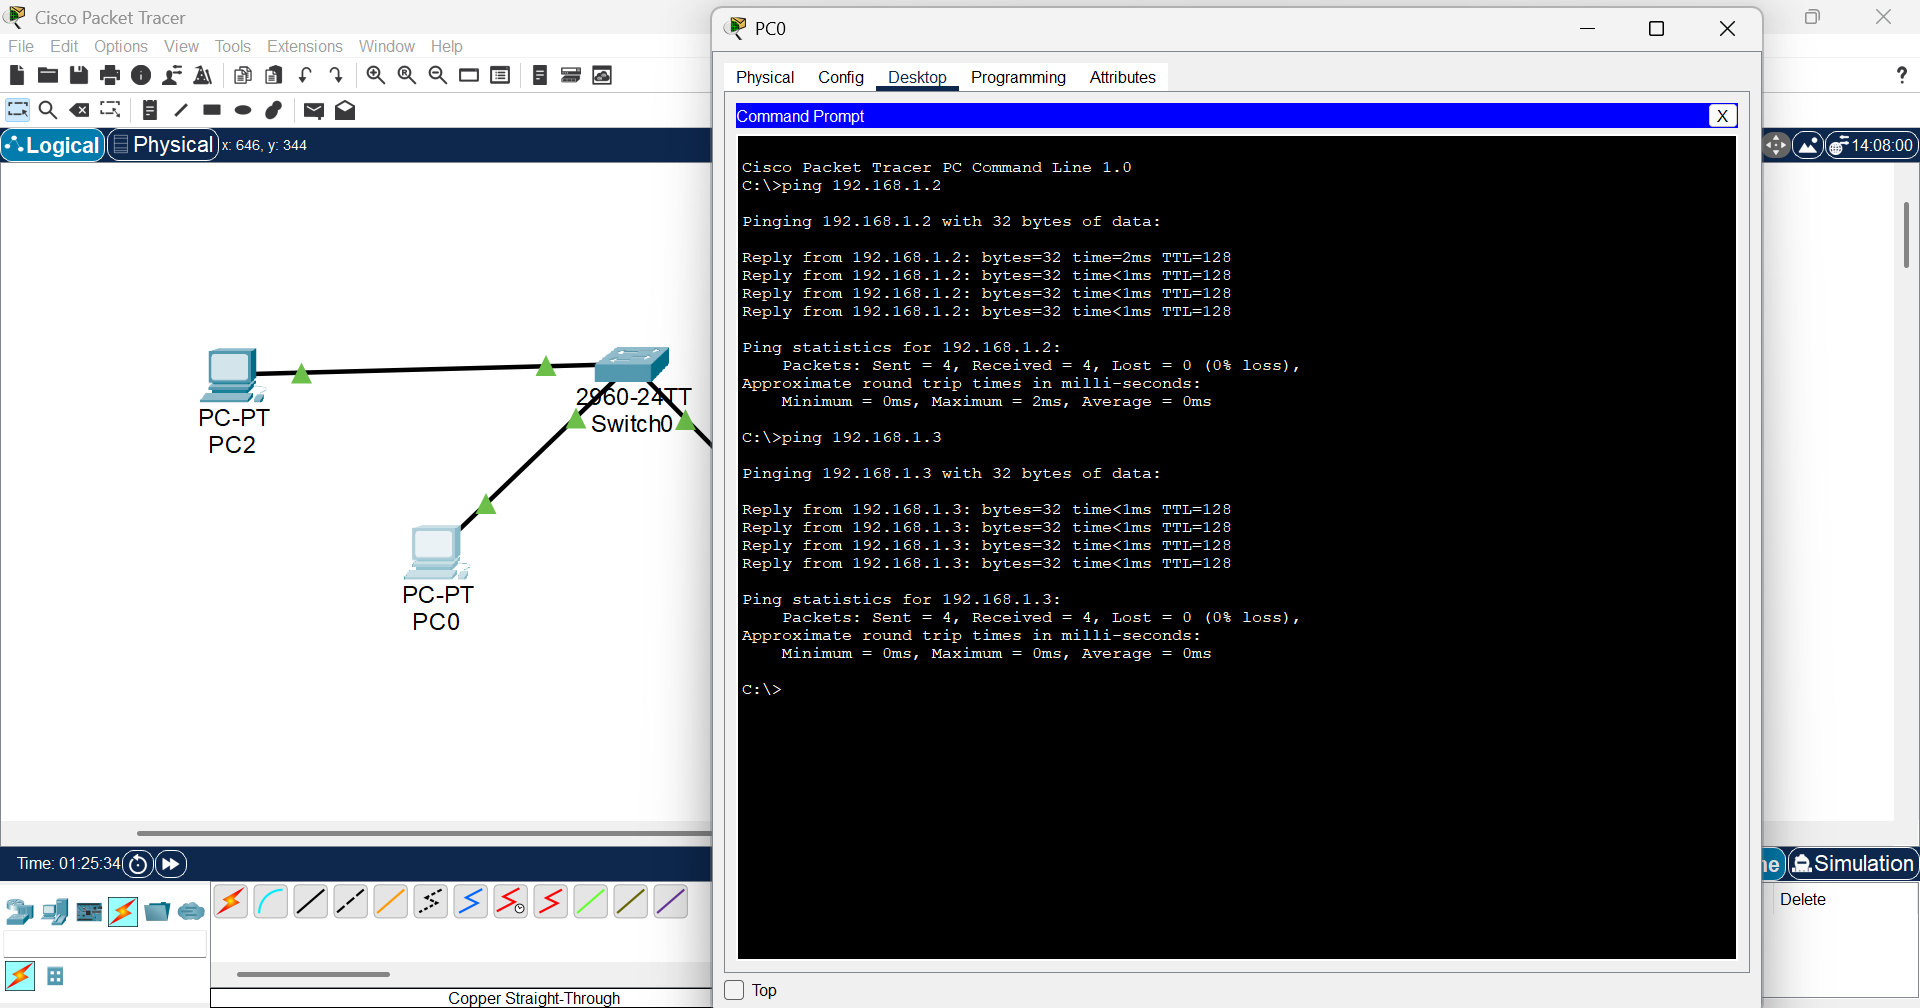 Cisco Packet Tracer
File Edit Options View Tools Extensions Window Help
Logical Physical x: 646, y: 344
14:08:00
PC-PT
PC2
2960-24TT
Switch0
PC-PT
PC0
Time: 01:25:34
Simulation
Delete
Copper Straight-Through
PC0
Physical Config Desktop Programming Attributes
Command Prompt X
Cisco Packet Tracer PC Command Line 1.0
C:\>ping 192.168.1.2
Pinging 192.168.1.2 with 32 bytes of data:
Reply from 192.168.1.2: bytes=32 time=2ms TTL=128
Reply from 192.168.1.2: bytes=32 time<1ms TTL=128
Reply from 192.168.1.2: bytes=32 time<1ms TTL=128
Reply from 192.168.1.2: bytes=32 time<1ms TTL=128
Ping statistics for 192.168.1.2:
Packets: Sent = 4, Received = 4, Lost = 0 (0% loss),
Approximate round trip times in milli-seconds:
Minimum = 0ms, Maximum = 2ms, Average = 0ms
C:\>ping 192.168.1.3
Pinging 192.168.1.3 with 32 bytes of data:
Reply from 192.168.1.3: bytes=32 time<1ms TTL=128
Reply from 192.168.1.3: bytes=32 time<1ms TTL=128
Reply from 192.168.1.3: bytes=32 time<1ms TTL=128
Reply from 192.168.1.3: bytes=32 time<1ms TTL=128
Ping statistics for 192.168.1.3:
Packets: Sent = 4, Received = 4, Lost = 0 (0% loss),
Approximate round trip times in milli-seconds:
Minimum = 0ms, Maximum = 0ms, Average = 0ms
C:\>
Top